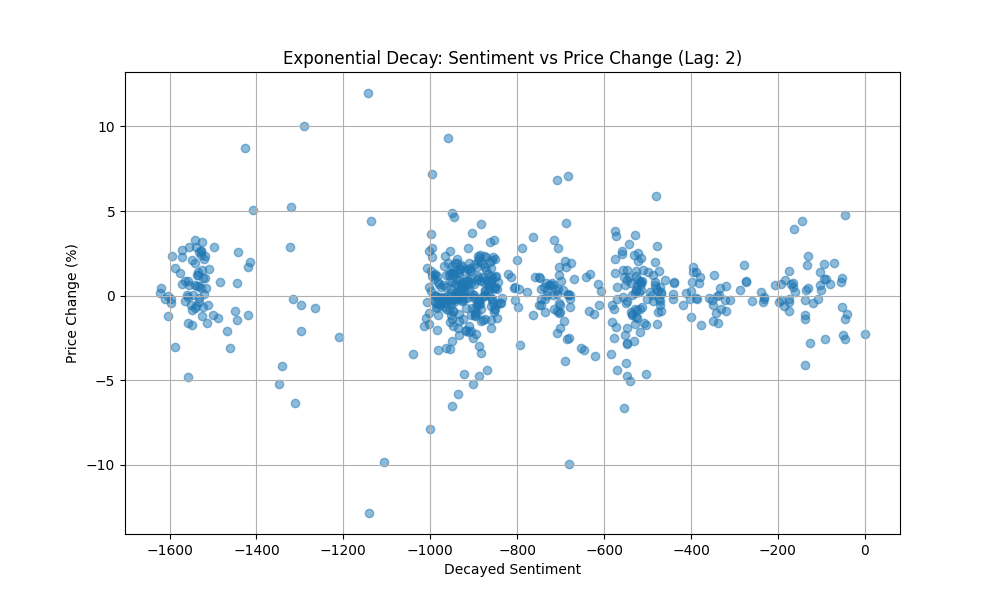 Exponential Decay: Sentiment vs Price Change (Lag: 2)
Price Change (%)
10
5
0
−5
−10
−1600 −1400 −1200 −1000 −800 −600 −400 −200 0
Decayed Sentiment